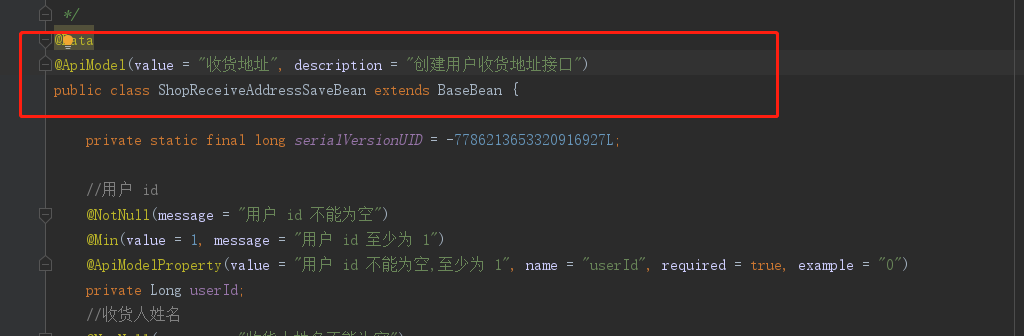 */
@Data
@ApiModel(value = "收货地址", description = "创建用户收货地址接口")
public class ShopReceiveAddressSaveBean extends BaseBean {
private static final long serialVersionUID = -7786213653320916927L;
//用户 id
@NotNull(message = "用户 id 不能为空")
@Min(value = 1, message = "用户 id 至少为 1")
@ApiModelProperty(value = "用户 id 不能为空,至少为 1", name = "userId", required = true, example = "0")
private Long userId;
//收货人姓名